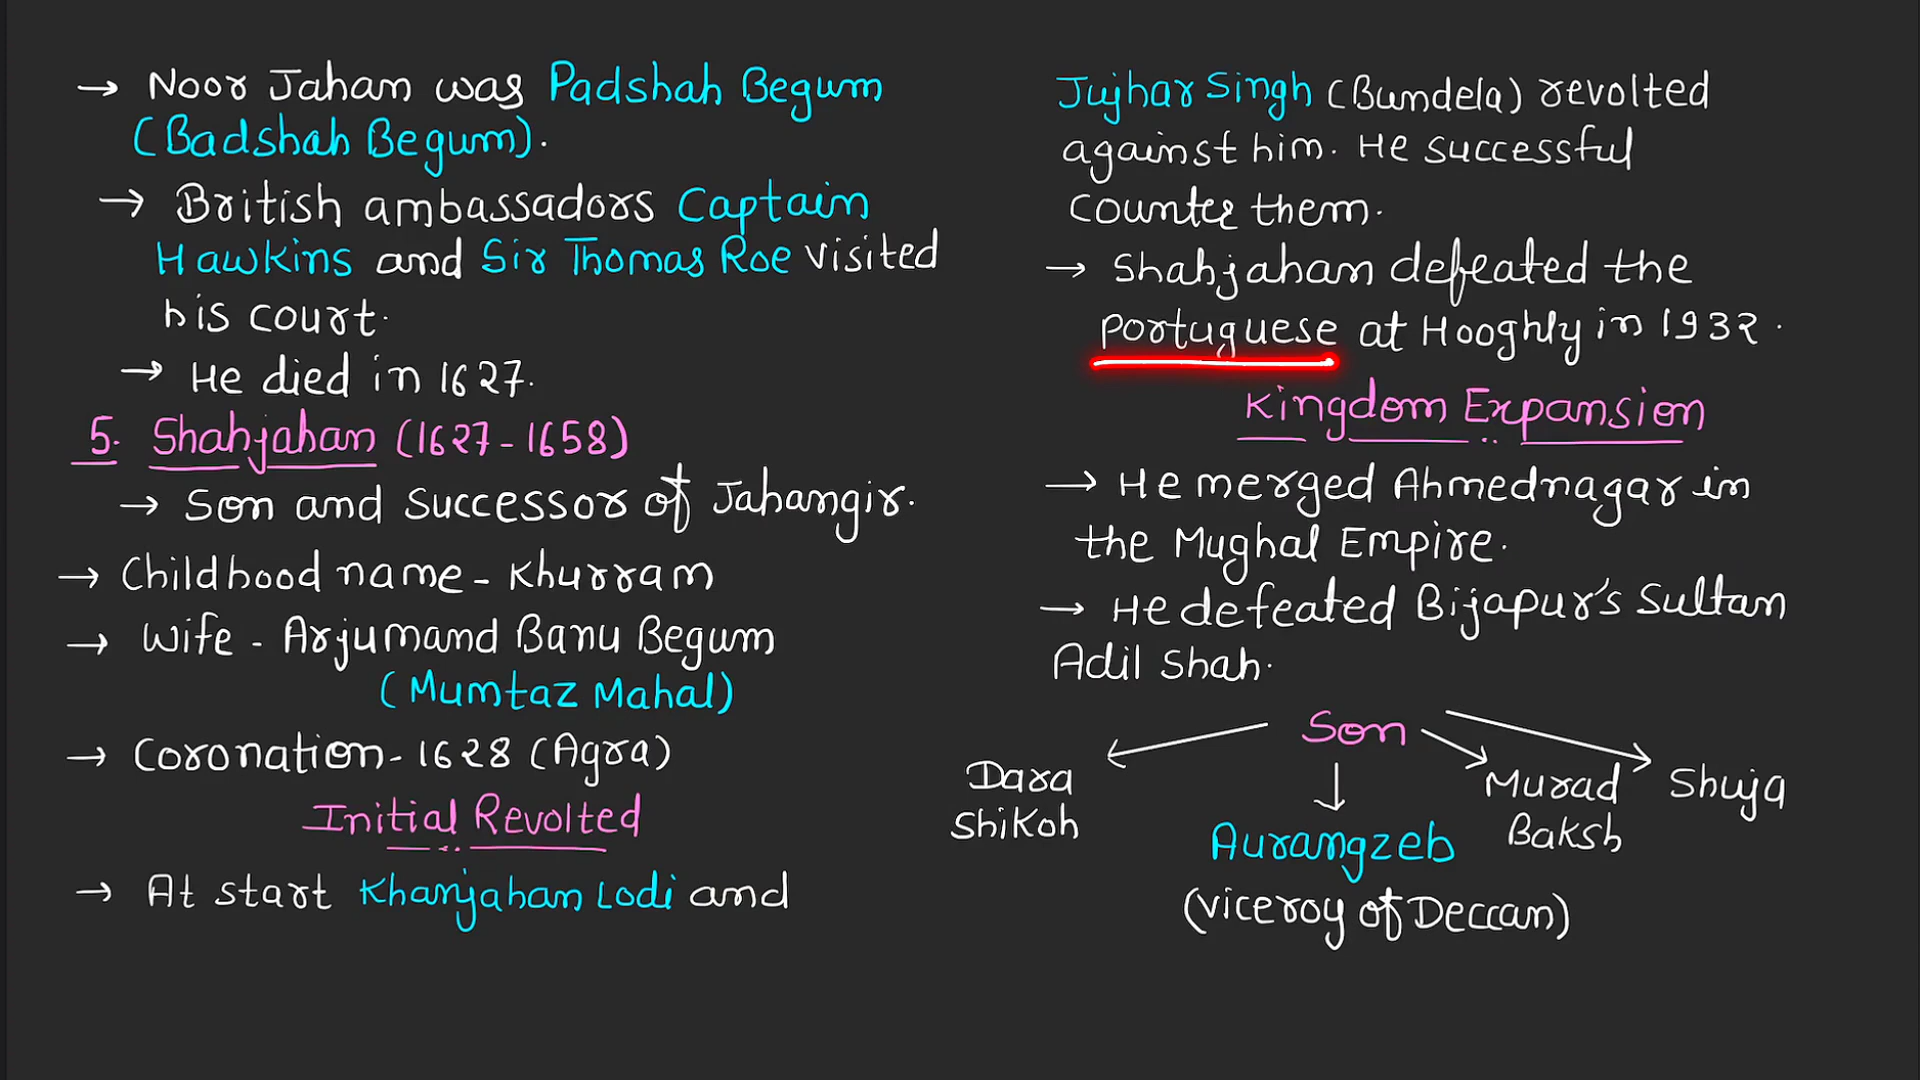 → Noor Jahan was Padshah Begum
(Badshah Begum).
→ British ambassadors Captain
Hawkins and Sir Thomas Roe visited
his court.
→ He died in 1627.
5. Shahjahan (1627-1658)
→ Son and Successor of Jahangir.
→ Childhood name - Khurram
→ Wife - Arjumand Banu Begum
(Mumtaz Mahal)
→ Coronation - 1628 (Agra)
Initial Revolted
→ At start Khanjahan Lodi and
Jujhar Singh (Bundela) revolted
against him. He successful
counter them.
→ Shahjahan defeated the
Portuguese at Hooghly in 1932.
Kingdom Expansion
→ He merged Ahmednagar in
the Mughal Empire.
→ He defeated Bijapur's Sultan
Adil Shah.
Son
Dara
Shikoh
Aurangzeb
(viceroy of Deccan)
Murad
Baksh
Shuja